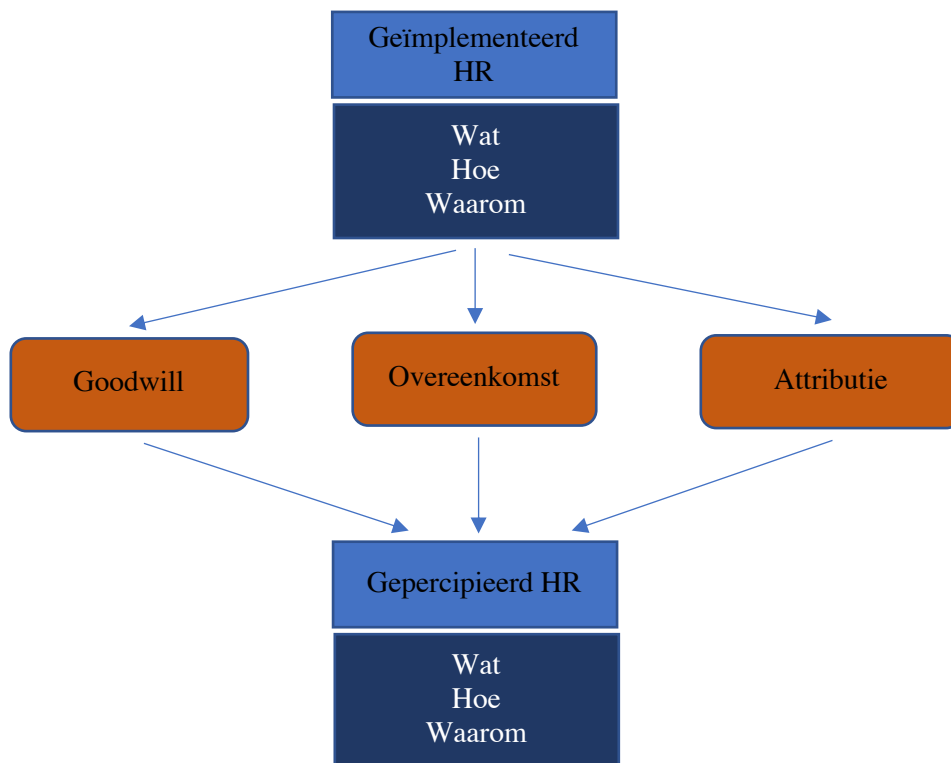 Geïmplementeerd
HR
Wat
Hoe
Waarom
Goodwill
Overeenkomst
Attributie
Gepercipieerd HR
Wat
Hoe
Waarom